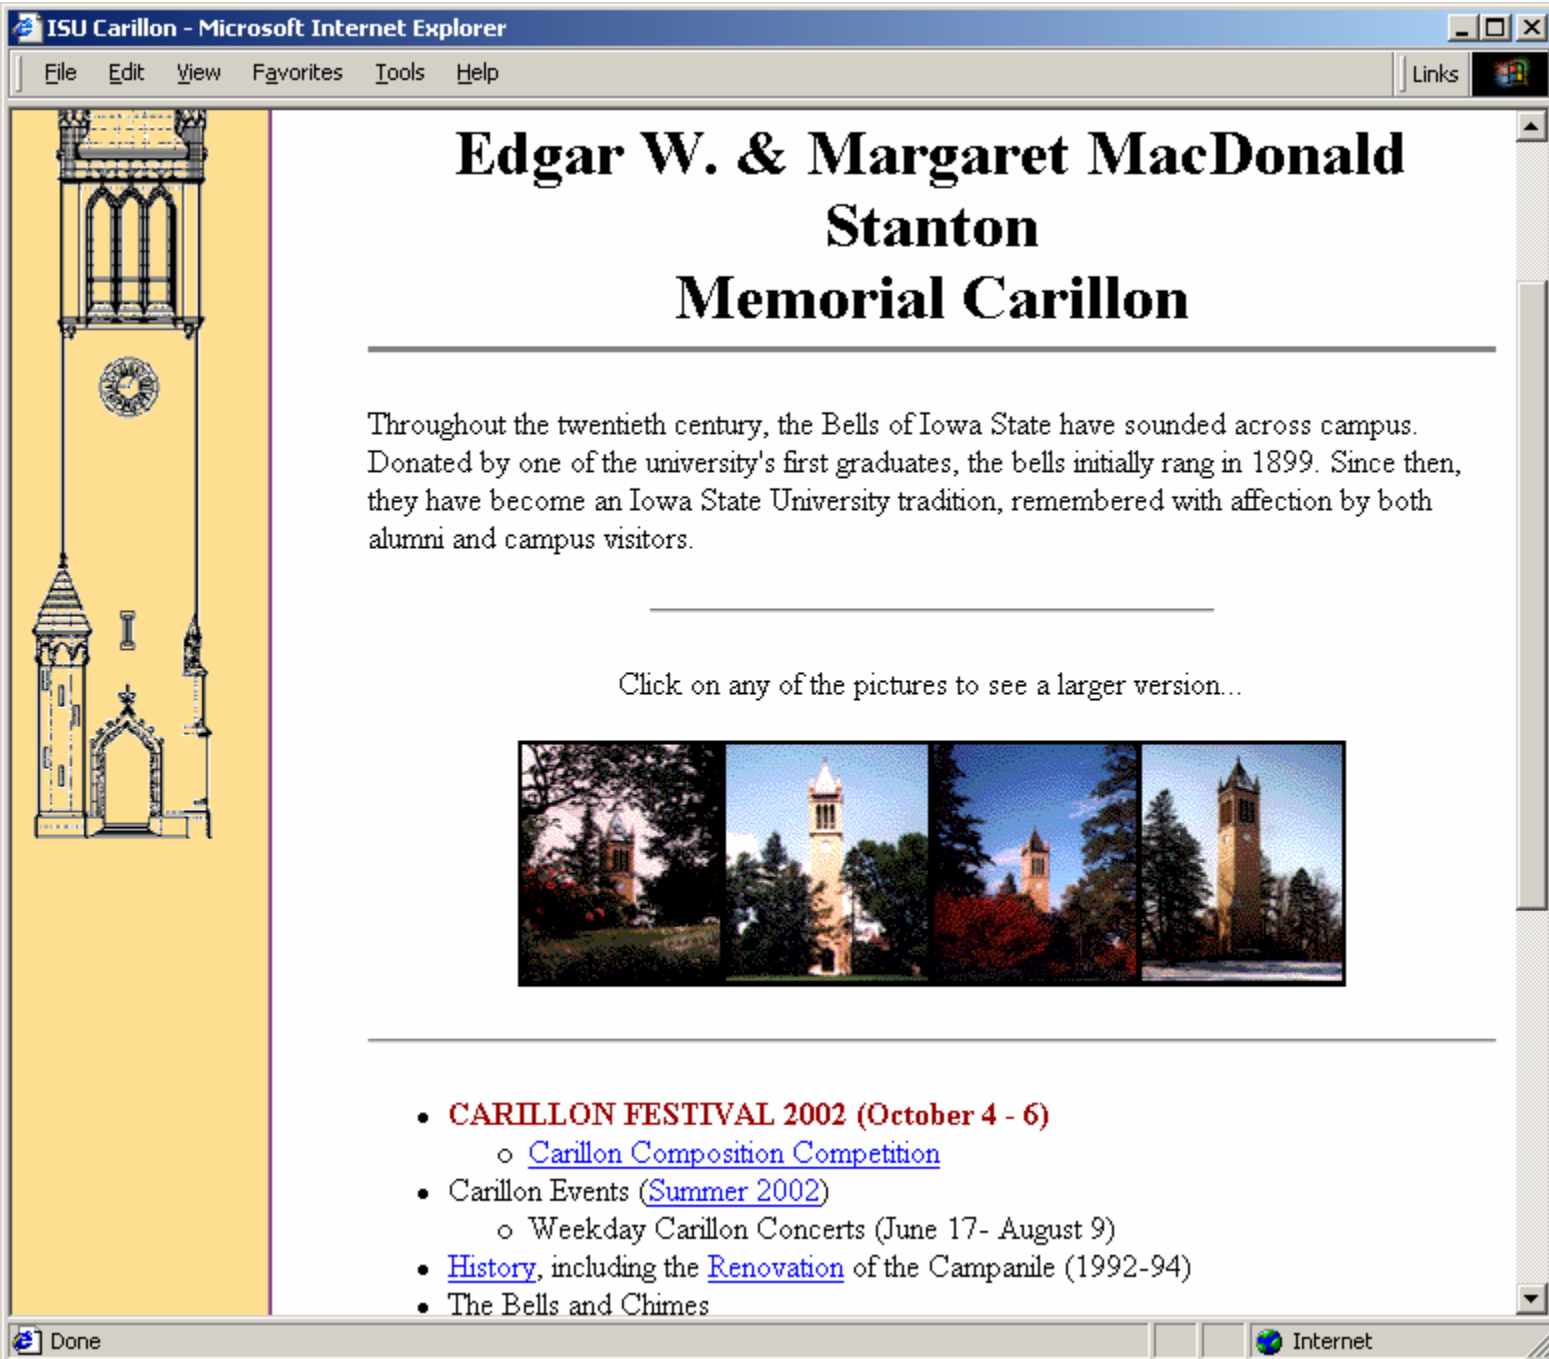 ISU Carillon - Microsoft Internet Explorer
File Edit View Favorites Tools Help Links
Edgar W. & Margaret MacDonald
Stanton
Memorial Carillon
Throughout the twentieth century, the Bells of Iowa State have sounded across campus.
Donated by one of the university's first graduates, the bells initially rang in 1899. Since then,
they have become an Iowa State University tradition, remembered with affection by both
alumni and campus visitors.
Click on any of the pictures to see a larger version...
CARILLON FESTIVAL 2002 (October 4 - 6)
Carillon Composition Competition
Carillon Events (Summer 2002)
Weekday Carillon Concerts (June 17- August 9)
History, including the Renovation of the Campanile (1992-94)
The Bells and Chimes
Done Internet